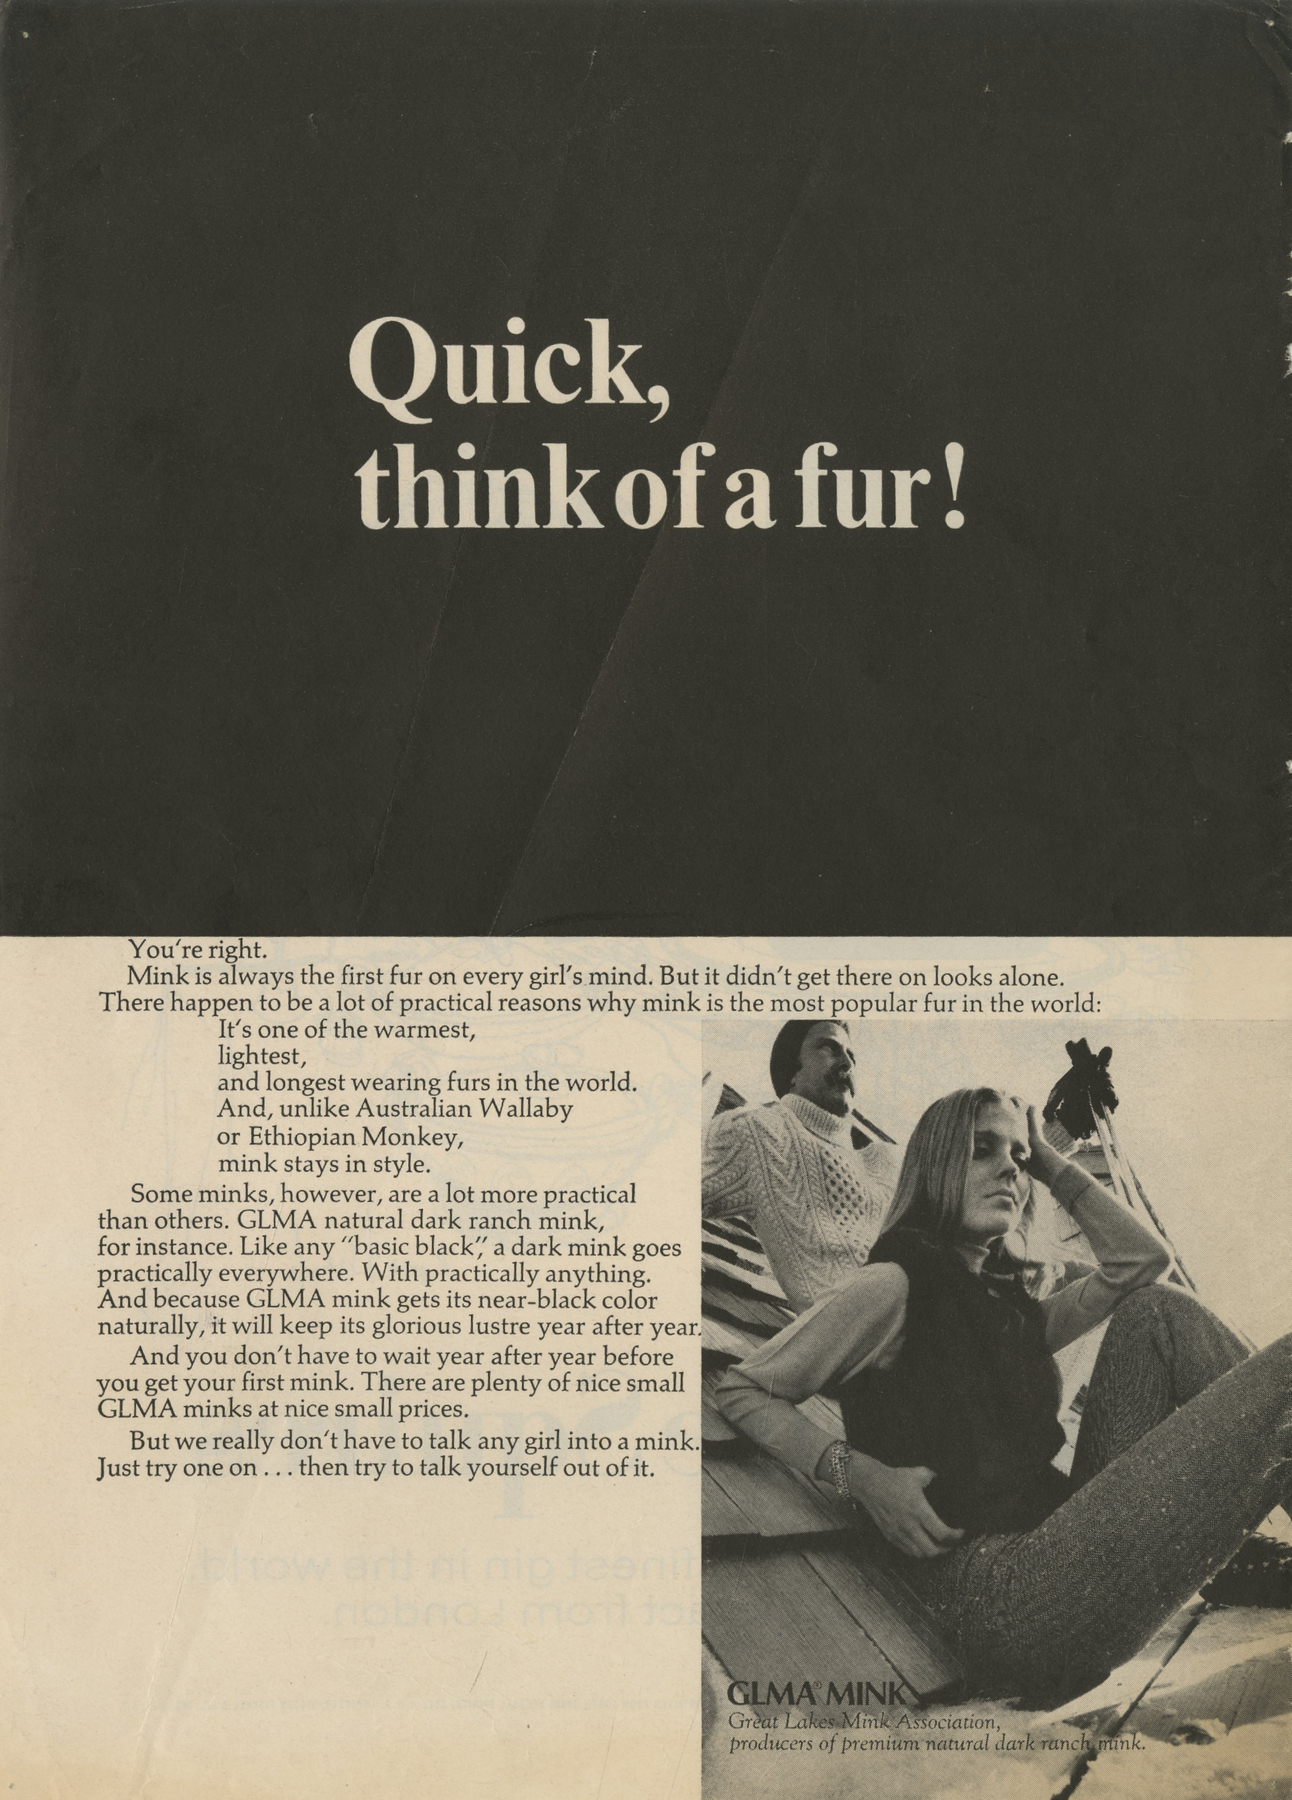 Quick,
think of a fur!
You're right.
Mink is always the first fur on every girl's mind. But it didn't get there on looks alone.
There happen to be a lot of practical reasons why mink is the most popular fur in the world:
It's one of the warmest,
lightest,
and longest wearing furs in the world.
And, unlike Australian Wallaby
or Ethiopian Monkey,
mink stays in style.
Some minks, however, are a lot more practical
than others. GLMA natural dark ranch mink,
for instance. Like any "basic black", a dark mink goes
practically everywhere. With practically anything.
And because GLMA mink gets its near-black color
naturally, it will keep its glorious lustre year after year.
And you don't have to wait year after year before
you get your first mink. There are plenty of nice small
GLMA minks at nice small prices.
But we really don't have to talk any girl into a mink.
Just try one on . . . then try to talk yourself out of it.
GLMA® MINK
Great Lakes Mink Association,
producers of premium natural dark ranch mink.
finest gin in the world.
from London.